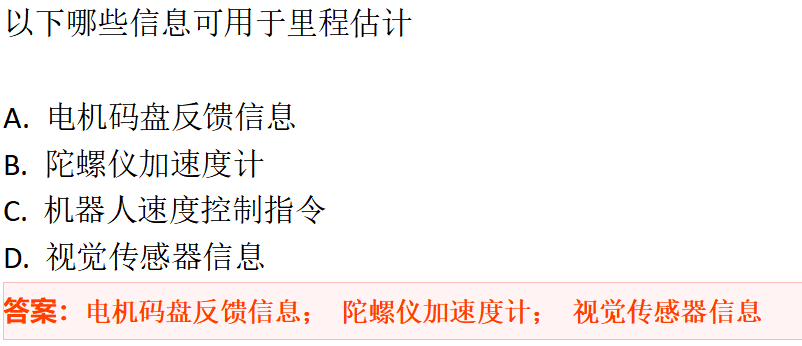 以下哪些信息可用于里程估计
A. 电机码盘反馈信息
B. 陀螺仪加速度计
C. 机器人速度控制指令
D. 视觉传感器信息
答案：电机码盘反馈信息； 陀螺仪加速度计； 视觉传感器信息